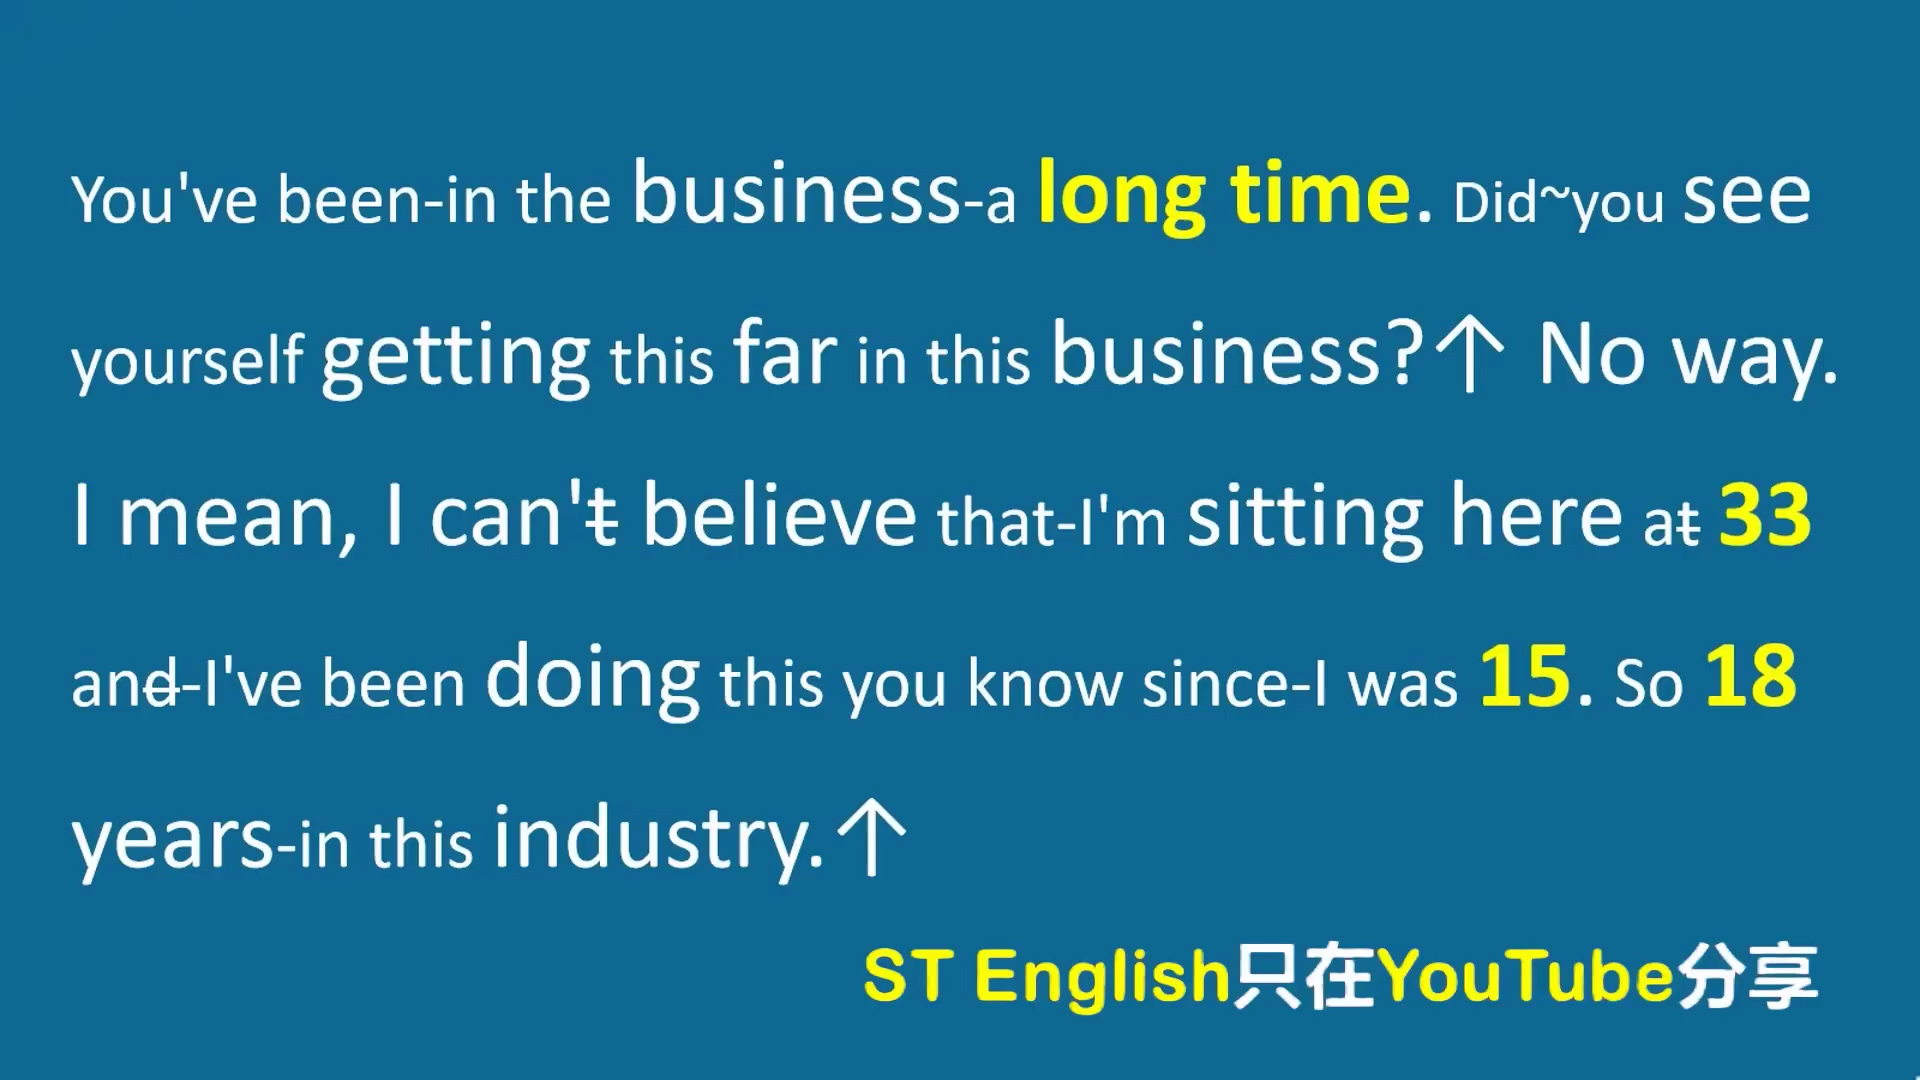 You've been-in the business-a long time. Did~you see
yourself getting this far in this business?↑ No way.
I mean, I can't believe that-I'm sitting here at 33
and-I've been doing this you know since-I was 15. So 18
years-in this industry.↑
ST English只在YouTube分享